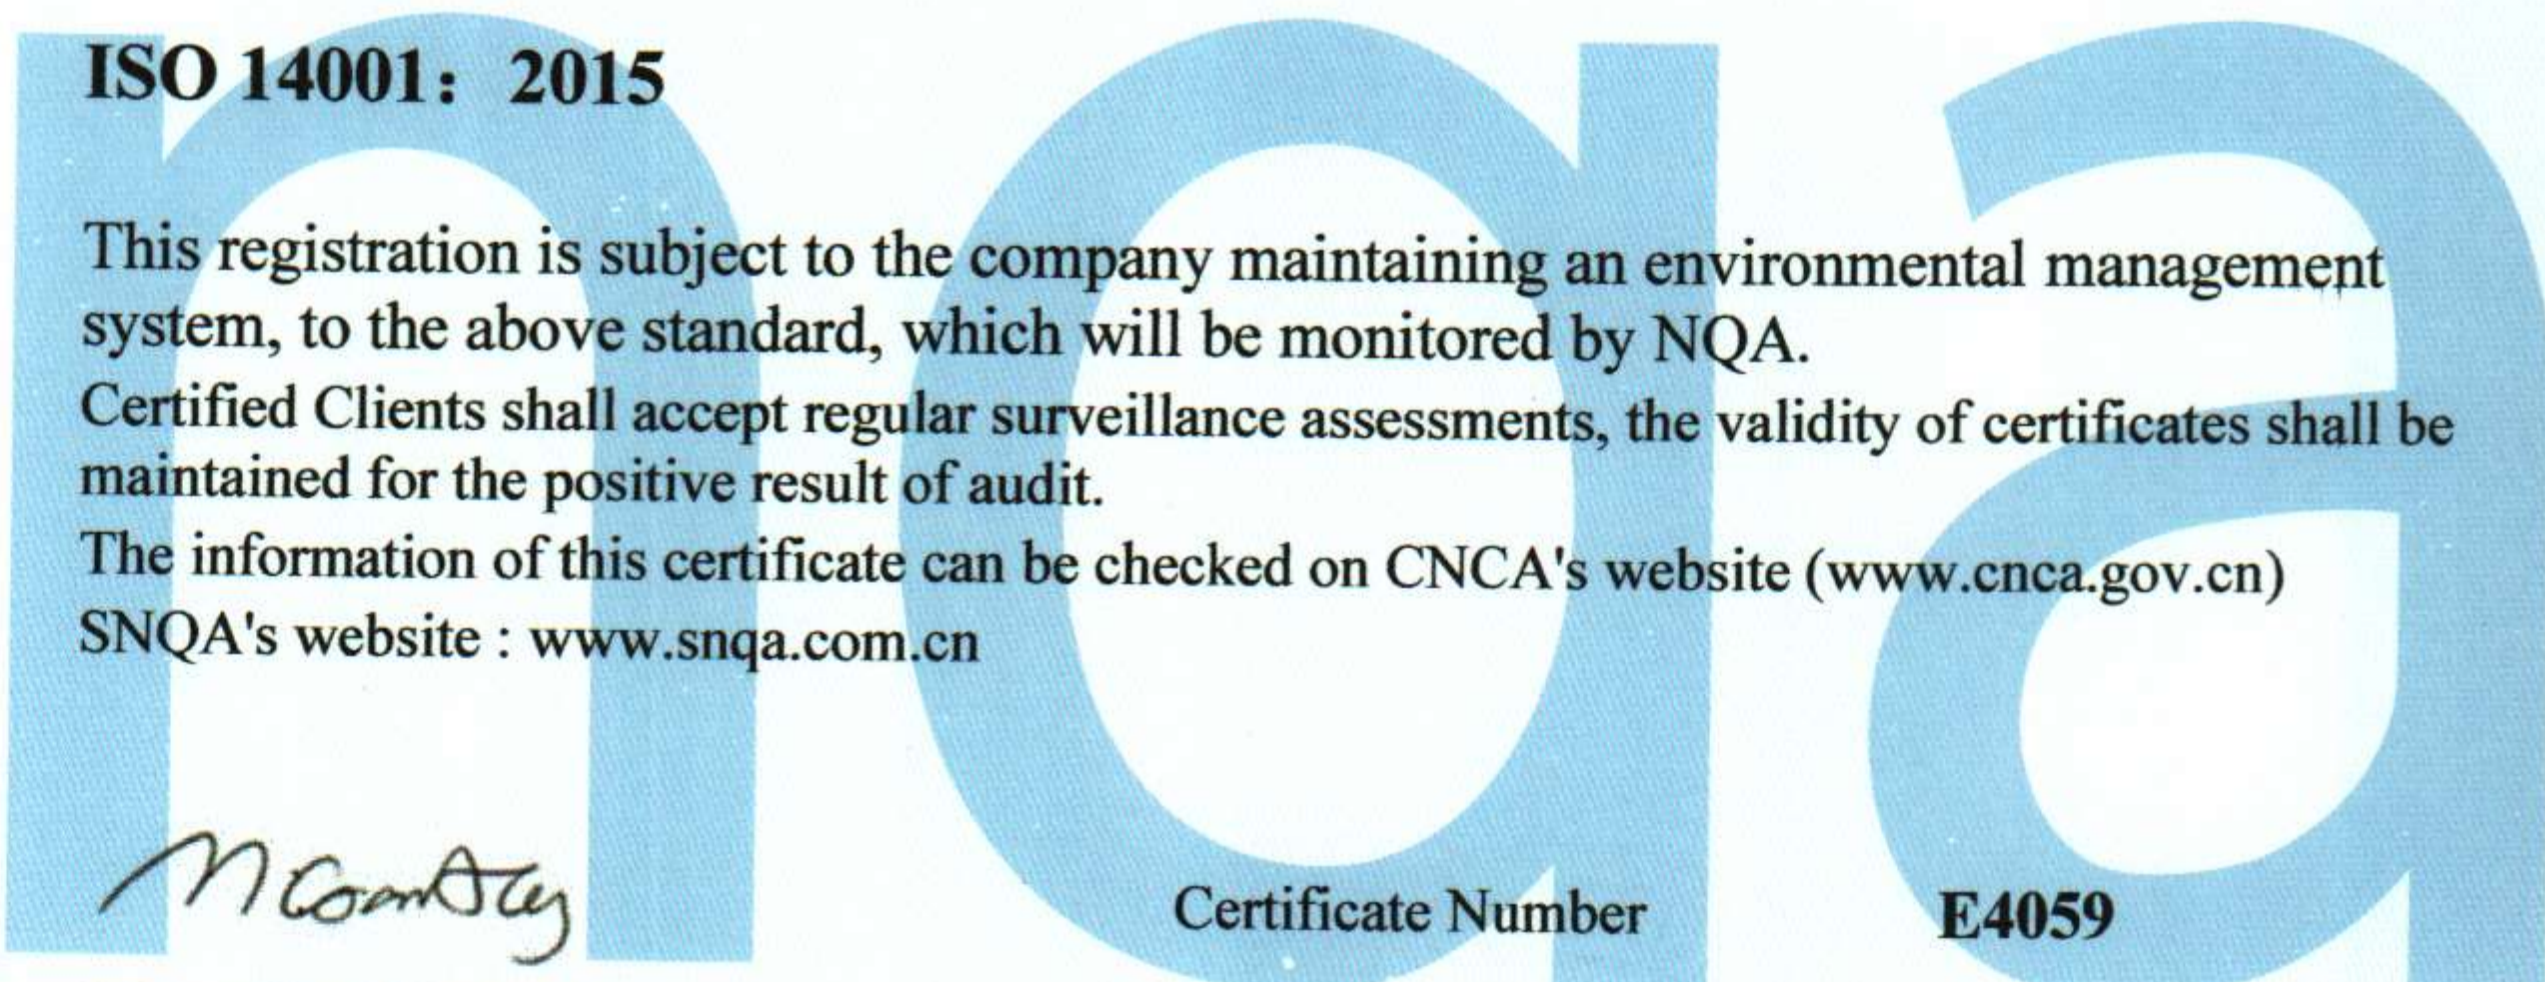 ISO 14001： 2015
This registration is subject to the company maintaining an environmental management
system, to the above standard, which will be monitored by NQA.
Certified Clients shall accept regular surveillance assessments, the validity of certificates shall be
maintained for the positive result of audit.
The information of this certificate can be checked on CNCA's website (www.cnca.gov.cn)
SNQA's website : www.snqa.com.cn
Certificate Number E4059
nqa